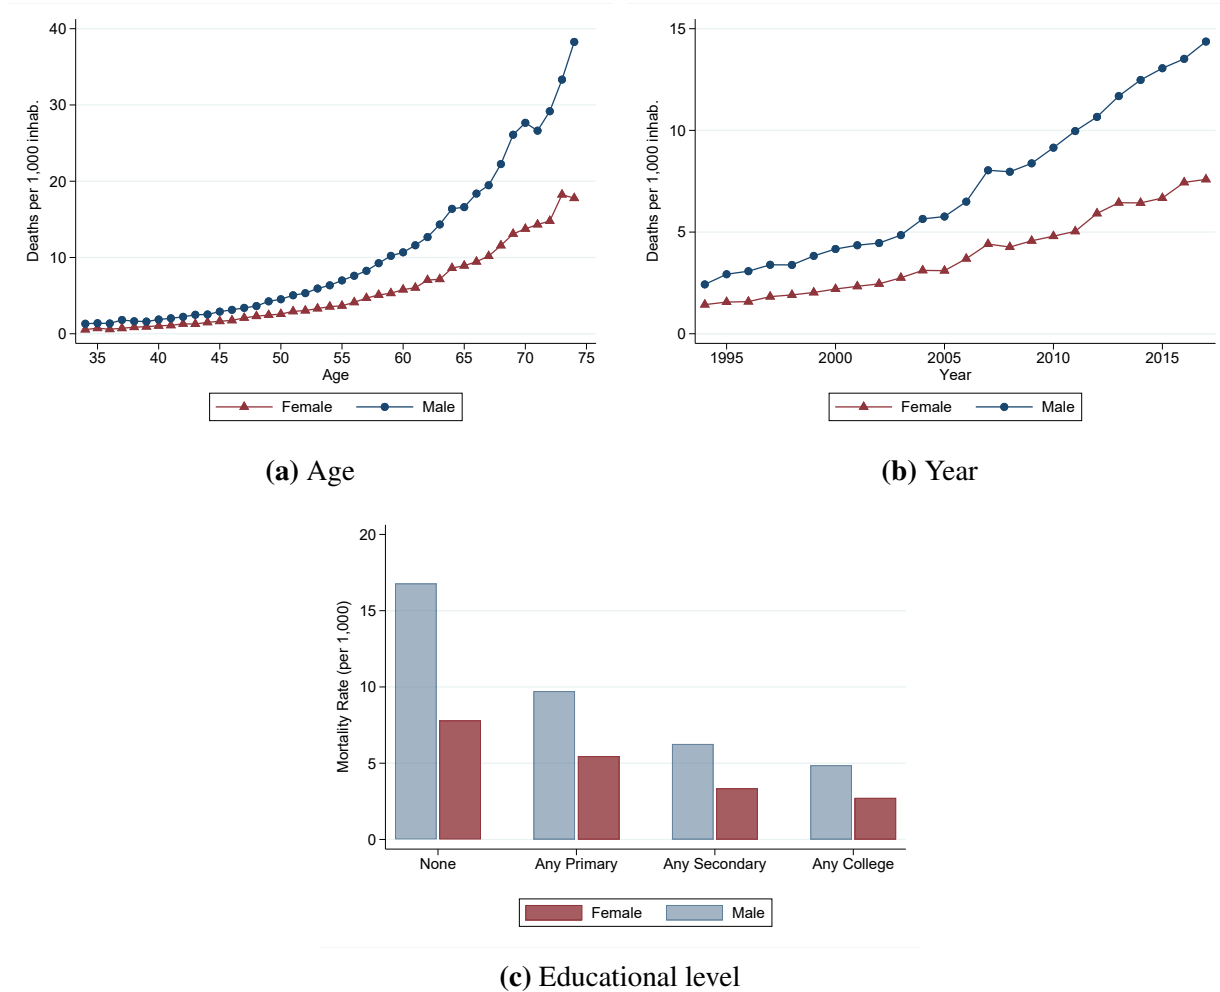 Deaths per 1,000 inhab.
40
30
20
10
0
35 40 45 50 55 60 65 70 75
Age
Female Male
(a) Age
Deaths per 1,000 inhab.
15
10
5
0
1995 2000 2005 2010 2015
Year
Female Male
(b) Year
Mortality Rate (per 1,000)
20
15
10
5
0
None Any Primary Any Secondary Any College
Female Male
(c) Educational level